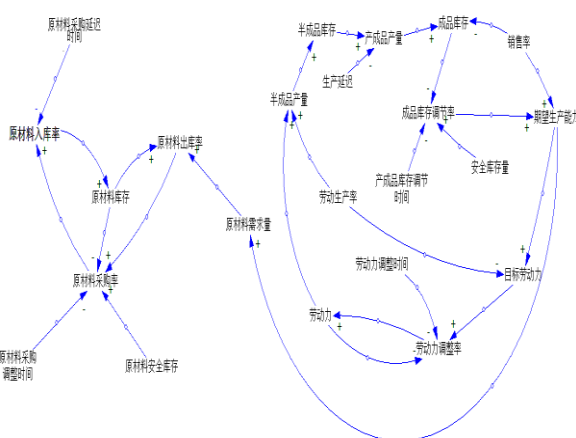 原材料采购延迟
时间
半成品库存
产成品产量
成品库存
销售率
生产延迟
半成品产量
成品库存调节率
期望生产能力
原材料入库率
原材料出库率
安全库存量
产成品库存调节
时间
原材料库存
劳动生产率
原材料需求量
劳动力调整时间
目标劳动力
原材料采购率
劳动力
劳动力调整率
原材料采购
调整时间
原材料安全库存